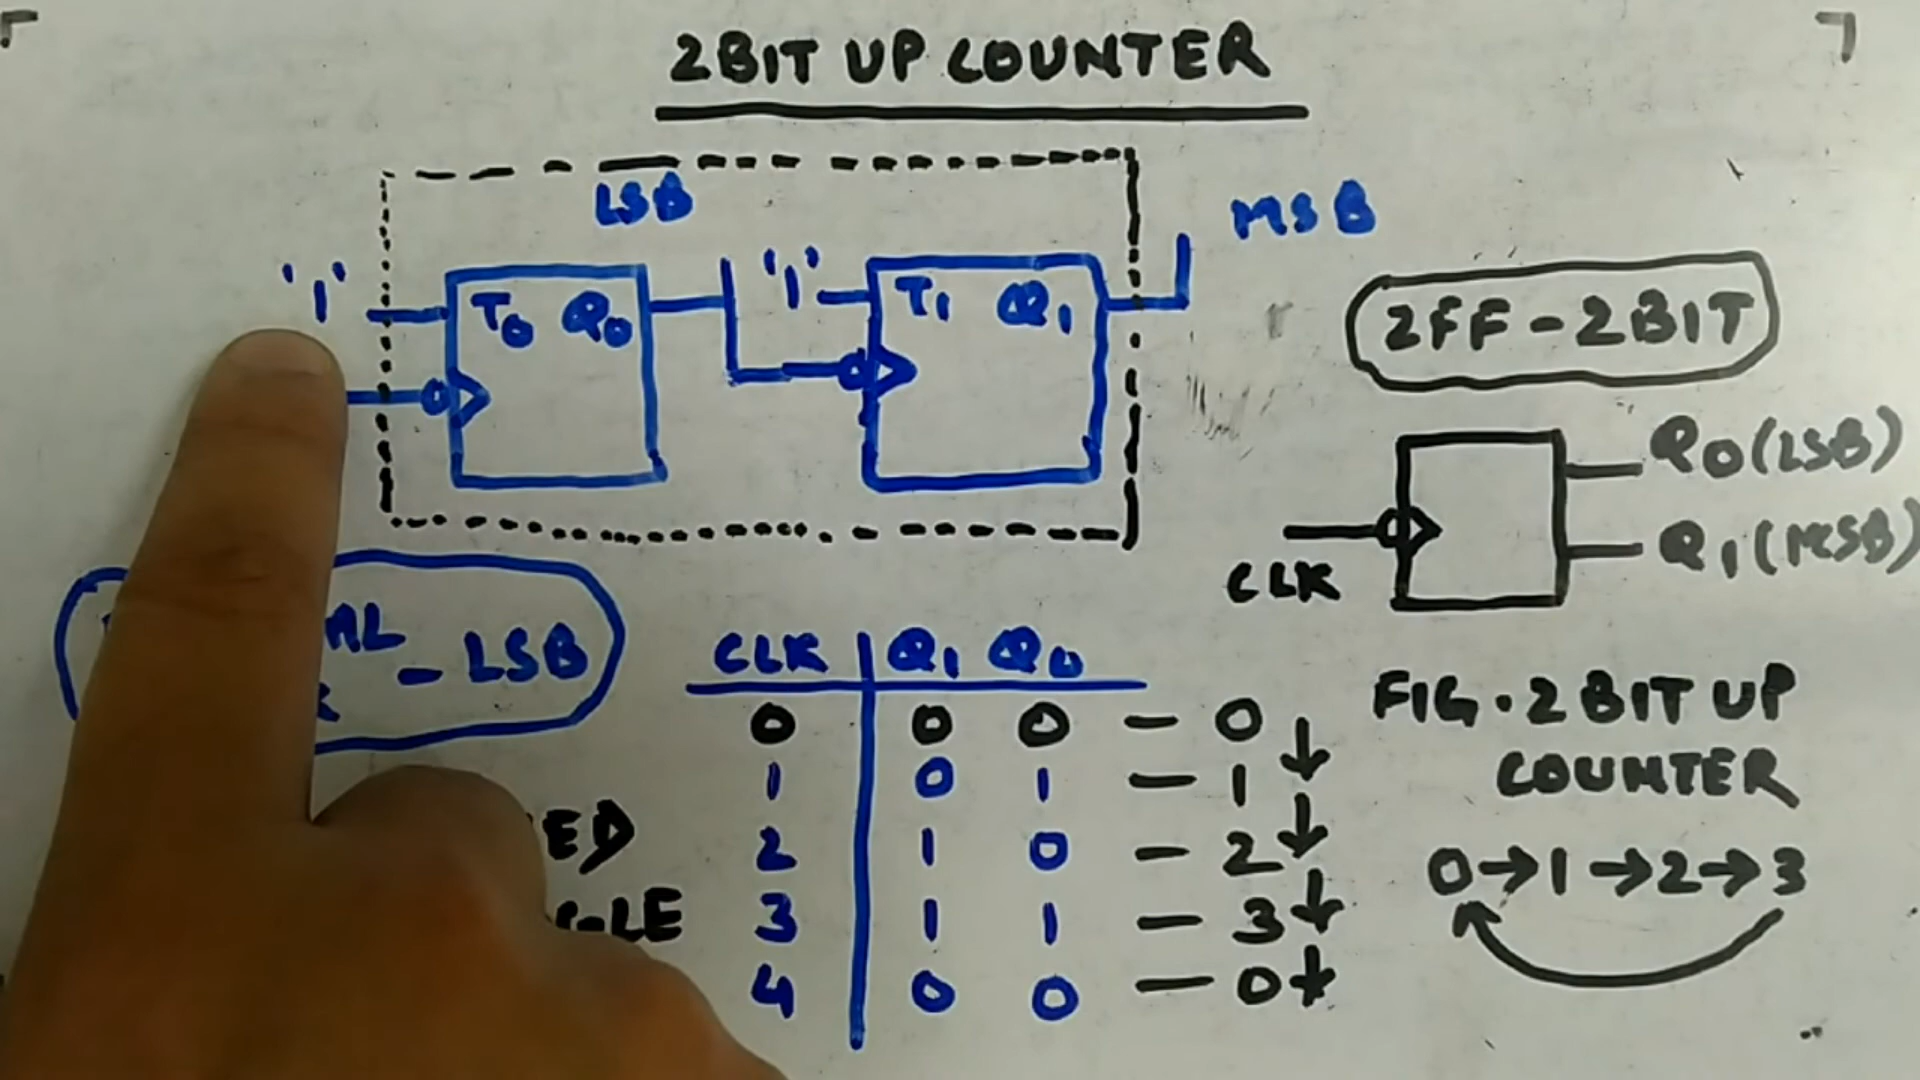 2BIT UP COUNTER
LSB
MSB
'1'
T0 Q0
'1'
T1 Q1
2FF-2BIT
Q0(LSB)
Q1(MSB)
CLK
- LSB
CLK Q1 Q0
0 0 0 - 0 ↓
1 0 1 - 1 ↓
2 1 0 - 2 ↓
3 1 1 - 3 ↓
4 0 0 - 0
FIG. 2 BIT UP
COUNTER
0→1→2→3